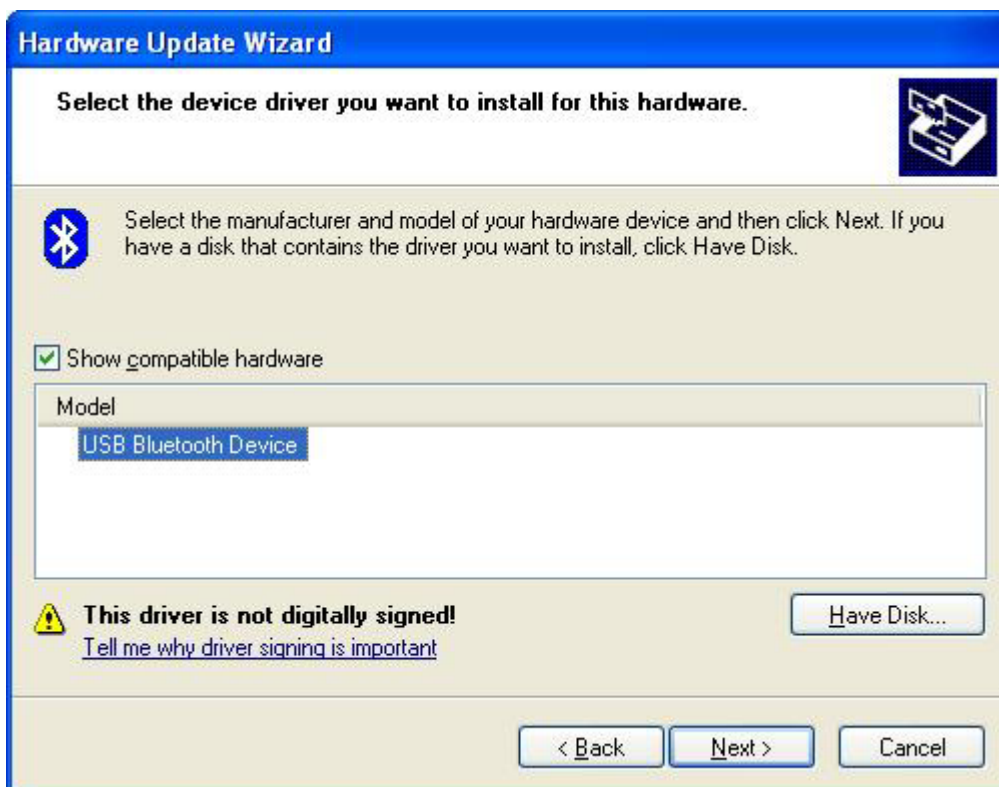 Hardware Update Wizard
Select the device driver you want to install for this hardware.
Select the manufacturer and model of your hardware device and then click Next. If you
have a disk that contains the driver you want to install, click Have Disk.
Show compatible hardware
Model
USB Bluetooth Device
This driver is not digitally signed!
Have Disk...
Tell me why driver signing is important
< Back
Next >
Cancel